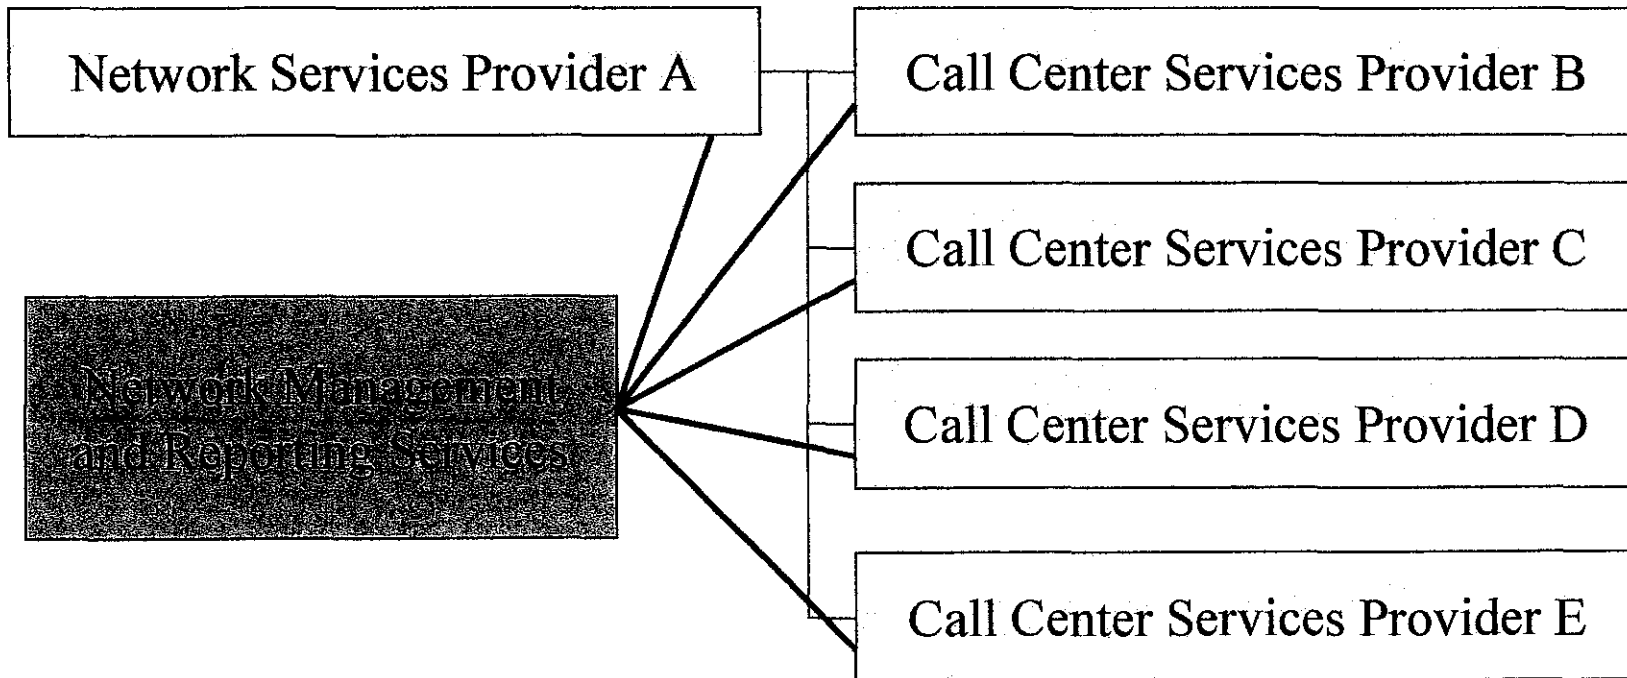 Network Services Provider A
Call Center Services Provider B
Call Center Services Provider C
Network Management
and Reporting Services
Call Center Services Provider D
Call Center Services Provider E